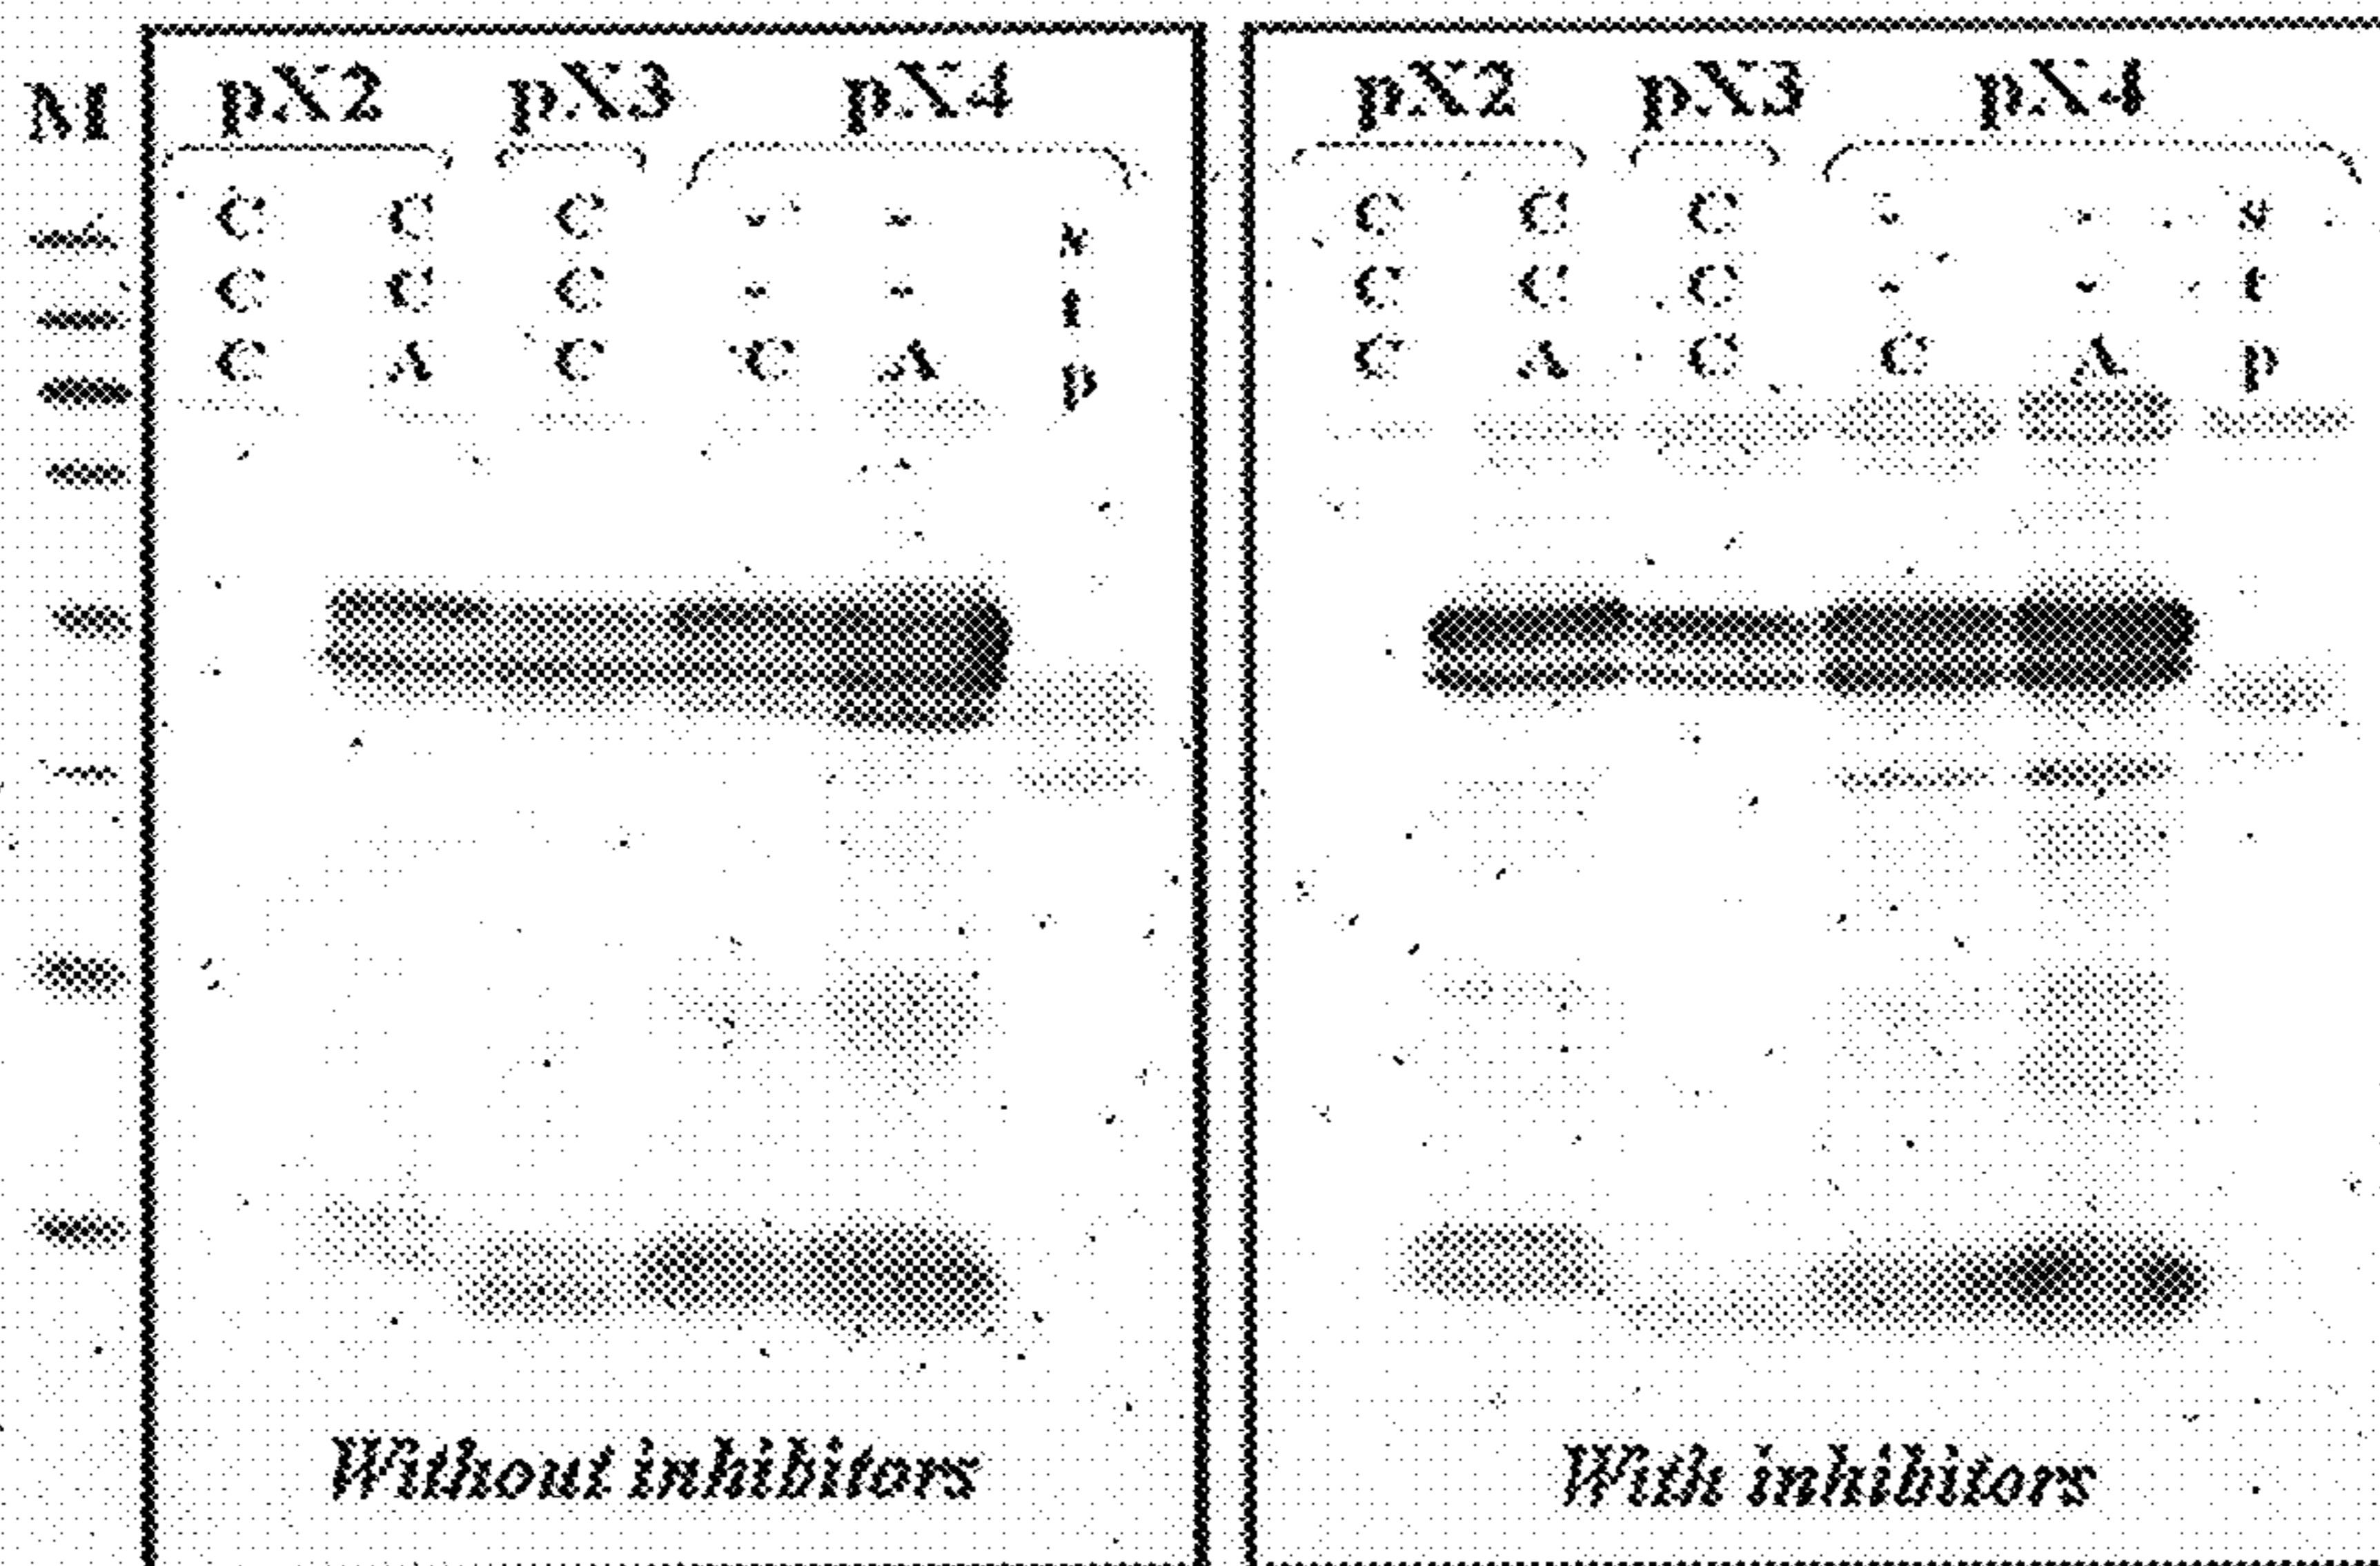 M pX2 pX3 pX4 pX2 pX3 pX4
C C C - - s C C C - - s
C C C - - t C C C - - t
C A C C A p C A C C A p
Without inhibitors With inhibitors